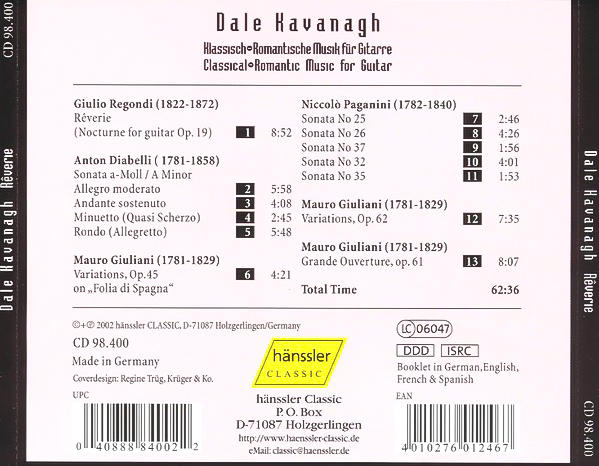 Dale Kavanagh
Klassisch•Romantische Musik für Gitarre
Classical•Romantic Music for Guitar
Giulio Regondi (1822-1872)
Rêverie
(Nocturne for guitar Op. 19) 1 8:52
Anton Diabelli ( 1781-1858)
Sonata a-Moll / A Minor
Allegro moderato 2 5:58
Andante sostenuto 3 4:08
Minuetto (Quasi Scherzo) 4 2:45
Rondo (Allegretto) 5 5:48
Mauro Giuliani (1781-1829)
Variations, Op.45 6 4:21
on „Folia di Spagna“
Niccolò Paganini (1782-1840)
Sonata No 25 7 2:46
Sonata No 26 8 4:26
Sonata No 37 9 1:56
Sonata No 32 10 4:01
Sonata No 35 11 1:53
Mauro Giuliani (1781-1829)
Variations, Op. 62 12 7:35
Mauro Giuliani (1781-1829)
Grande Ouverture, op. 61 13 8:07
Total Time 62:36
©+℗ 2002 hänssler CLASSIC, D-71087 Holzgerlingen/Germany
CD 98.400
Made in Germany
Coverdesign: Regine Trüg, Krüger & Ko.
UPC
0 40888 84002 2
hänssler
CLASSIC
hänssler Classic
P. O. Box
D-71087 Holzgerlingen
http://www.haenssler-classic.de
eMail: classic@haenssler.de
LC 06047
DDD ISRC
Booklet in German,English,
French & Spanish
EAN
4 010276 012467
CD 98.400
Dale Kavanagh Rêverie
Dale Kavanagh Rêverie
CD 98.400